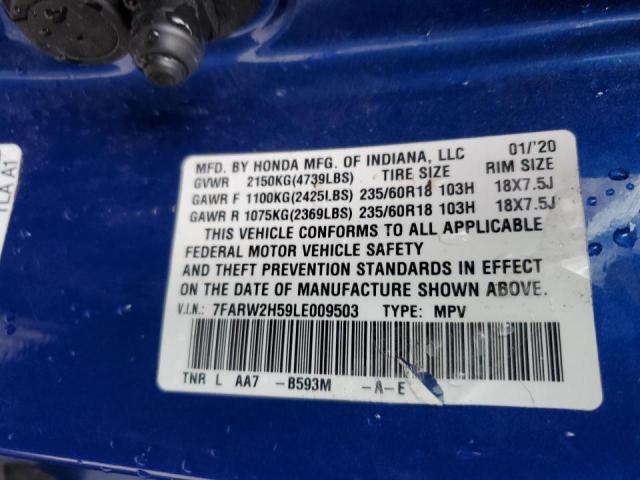 MFD. BY HONDA MFG. OF INDIANA, LLC 01/'20
GVWR 2150KG(4739LBS) TIRE SIZE RIM SIZE
GAWR F 1100KG(2425LBS) 235/60R18 103H 18X7.5J
GAWR R 1075KG(2369LBS) 235/60R18 103H 18X7.5J
THIS VEHICLE CONFORMS TO ALL APPLICABLE
FEDERAL MOTOR VEHICLE SAFETY
AND THEFT PREVENTION STANDARDS IN EFFECT
ON THE DATE OF MANUFACTURE SHOWN ABOVE.
V.I.N.: 7FARW2H59LE009503 TYPE: MPV
TNR L AA7 -B593M -A-E
TLA A1